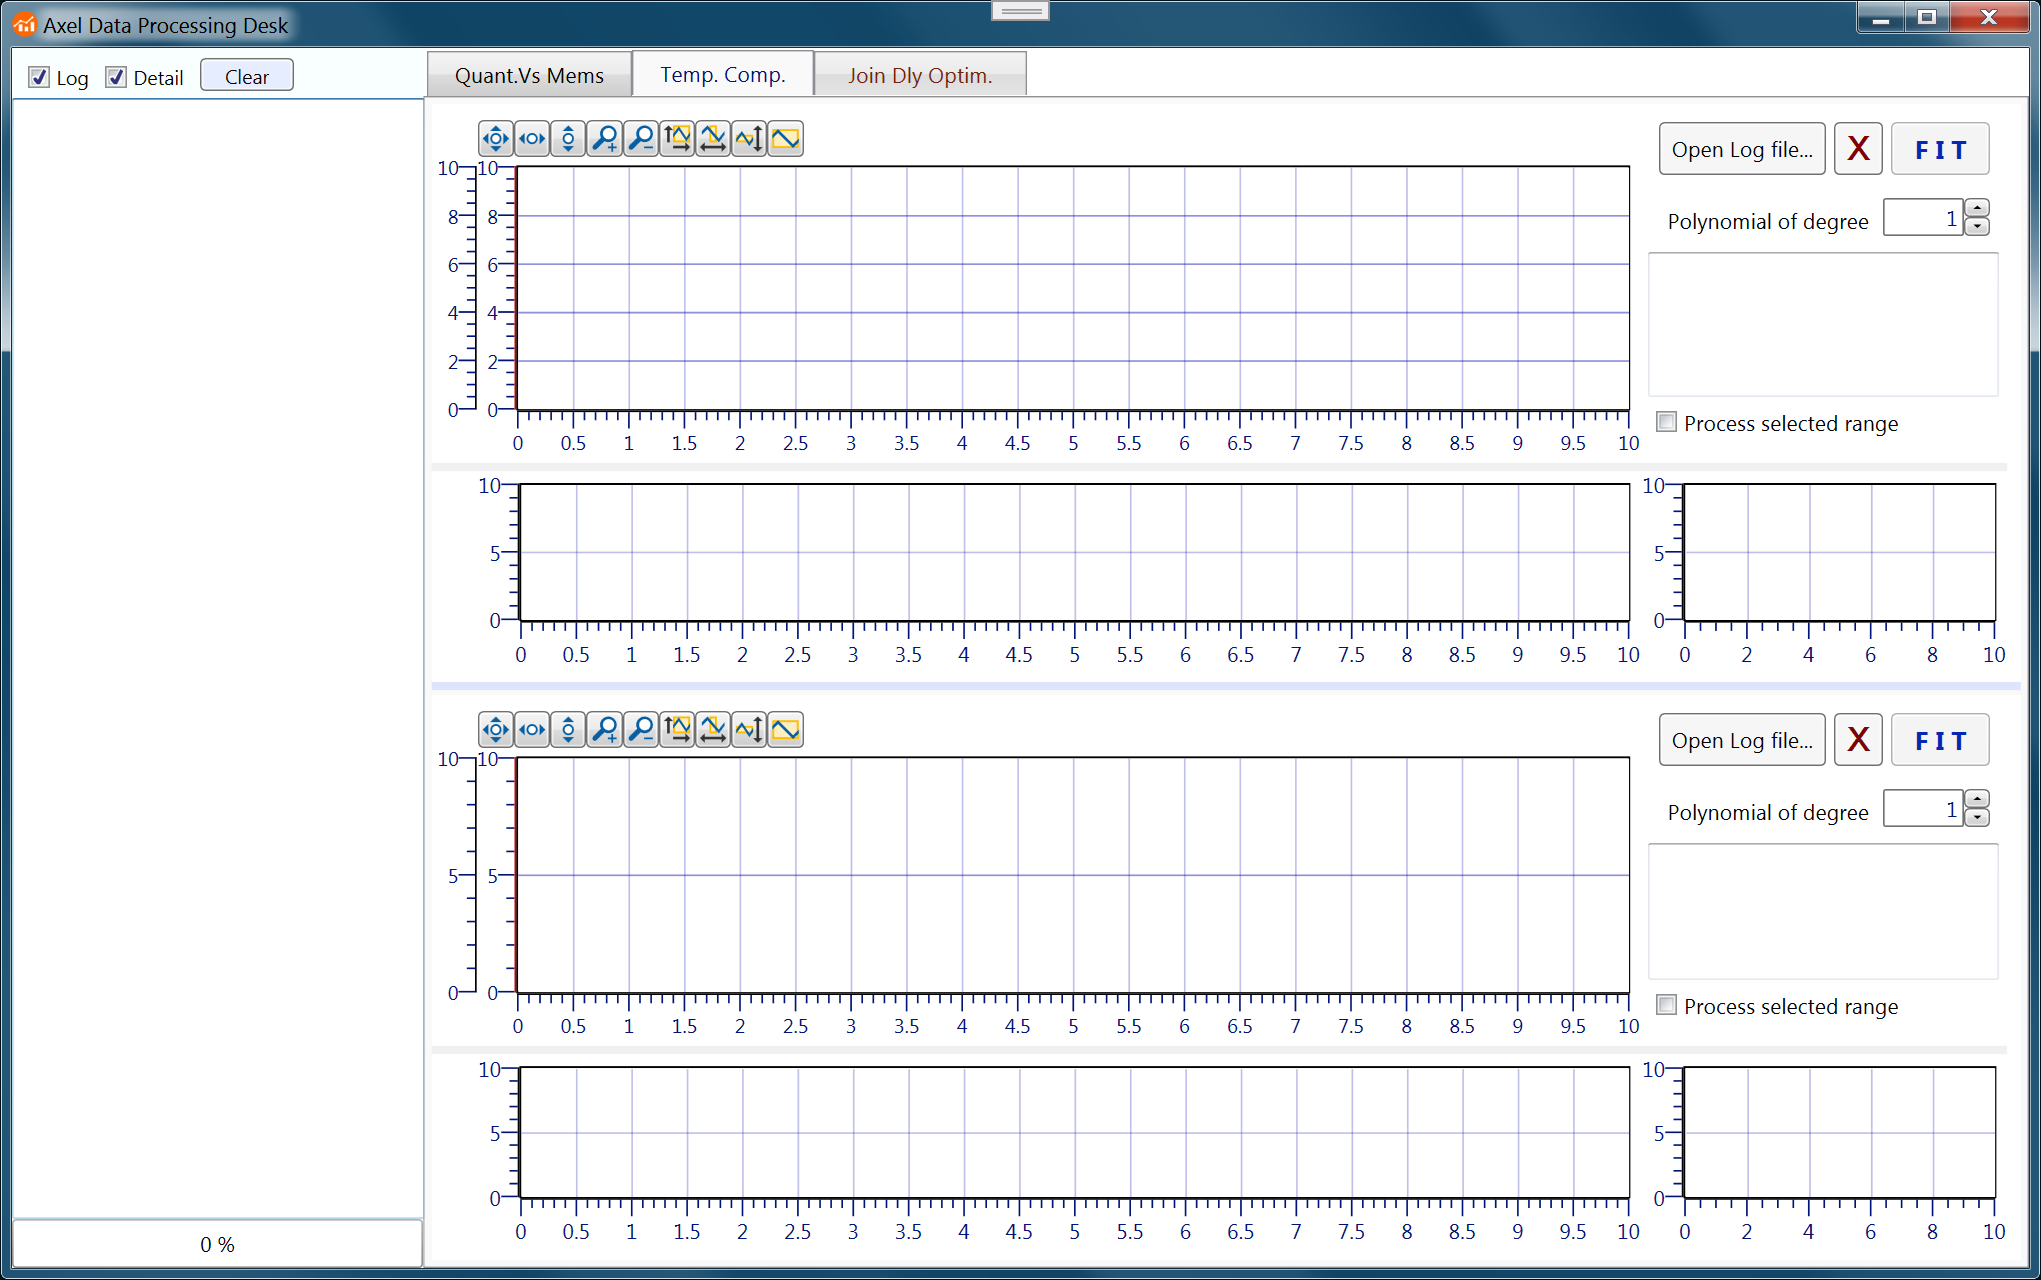 Axel Data Processing Desk
Log Detail Clear
Quant.Vs Mems Temp. Comp. Join Dly Optim.
Open Log file... X FIT
Polynomial of degree 1
10 10
8 8
6 6
4 4
2 2
0 0
0 0.5 1 1.5 2 2.5 3 3.5 4 4.5 5 5.5 6 6.5 7 7.5 8 8.5 9 9.5 10
Process selected range
10
5
0
0 0.5 1 1.5 2 2.5 3 3.5 4 4.5 5 5.5 6 6.5 7 7.5 8 8.5 9 9.5 10
10
5
0
0 2 4 6 8 10
Open Log file... X FIT
Polynomial of degree 1
10 10
5 5
0 0
0 0.5 1 1.5 2 2.5 3 3.5 4 4.5 5 5.5 6 6.5 7 7.5 8 8.5 9 9.5 10
Process selected range
10
5
0
0 0.5 1 1.5 2 2.5 3 3.5 4 4.5 5 5.5 6 6.5 7 7.5 8 8.5 9 9.5 10
10
5
0
0 2 4 6 8 10
0 %